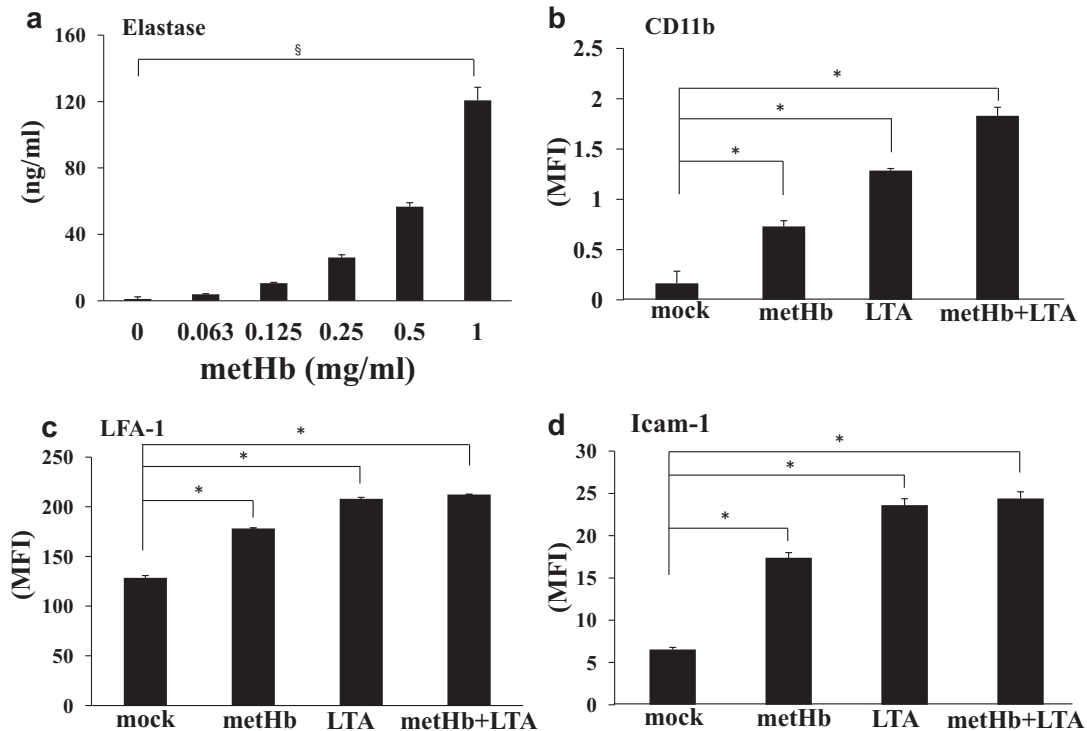 a
Elastase
§
160
120
80
40
0
(ng/ml)
0 0.063 0.125 0.25 0.5 1
metHb (mg/ml)
b
CD11b
2.5
2
1.5
1
0.5
0
(MFI)
*
*
*
mock metHb LTA metHb+LTA
c
LFA-1
250
200
150
100
50
0
(MFI)
*
*
*
mock metHb LTA metHb+LTA
d
Icam-1
30
25
20
15
10
5
0
(MFI)
*
*
*
mock metHb LTA metHb+LTA